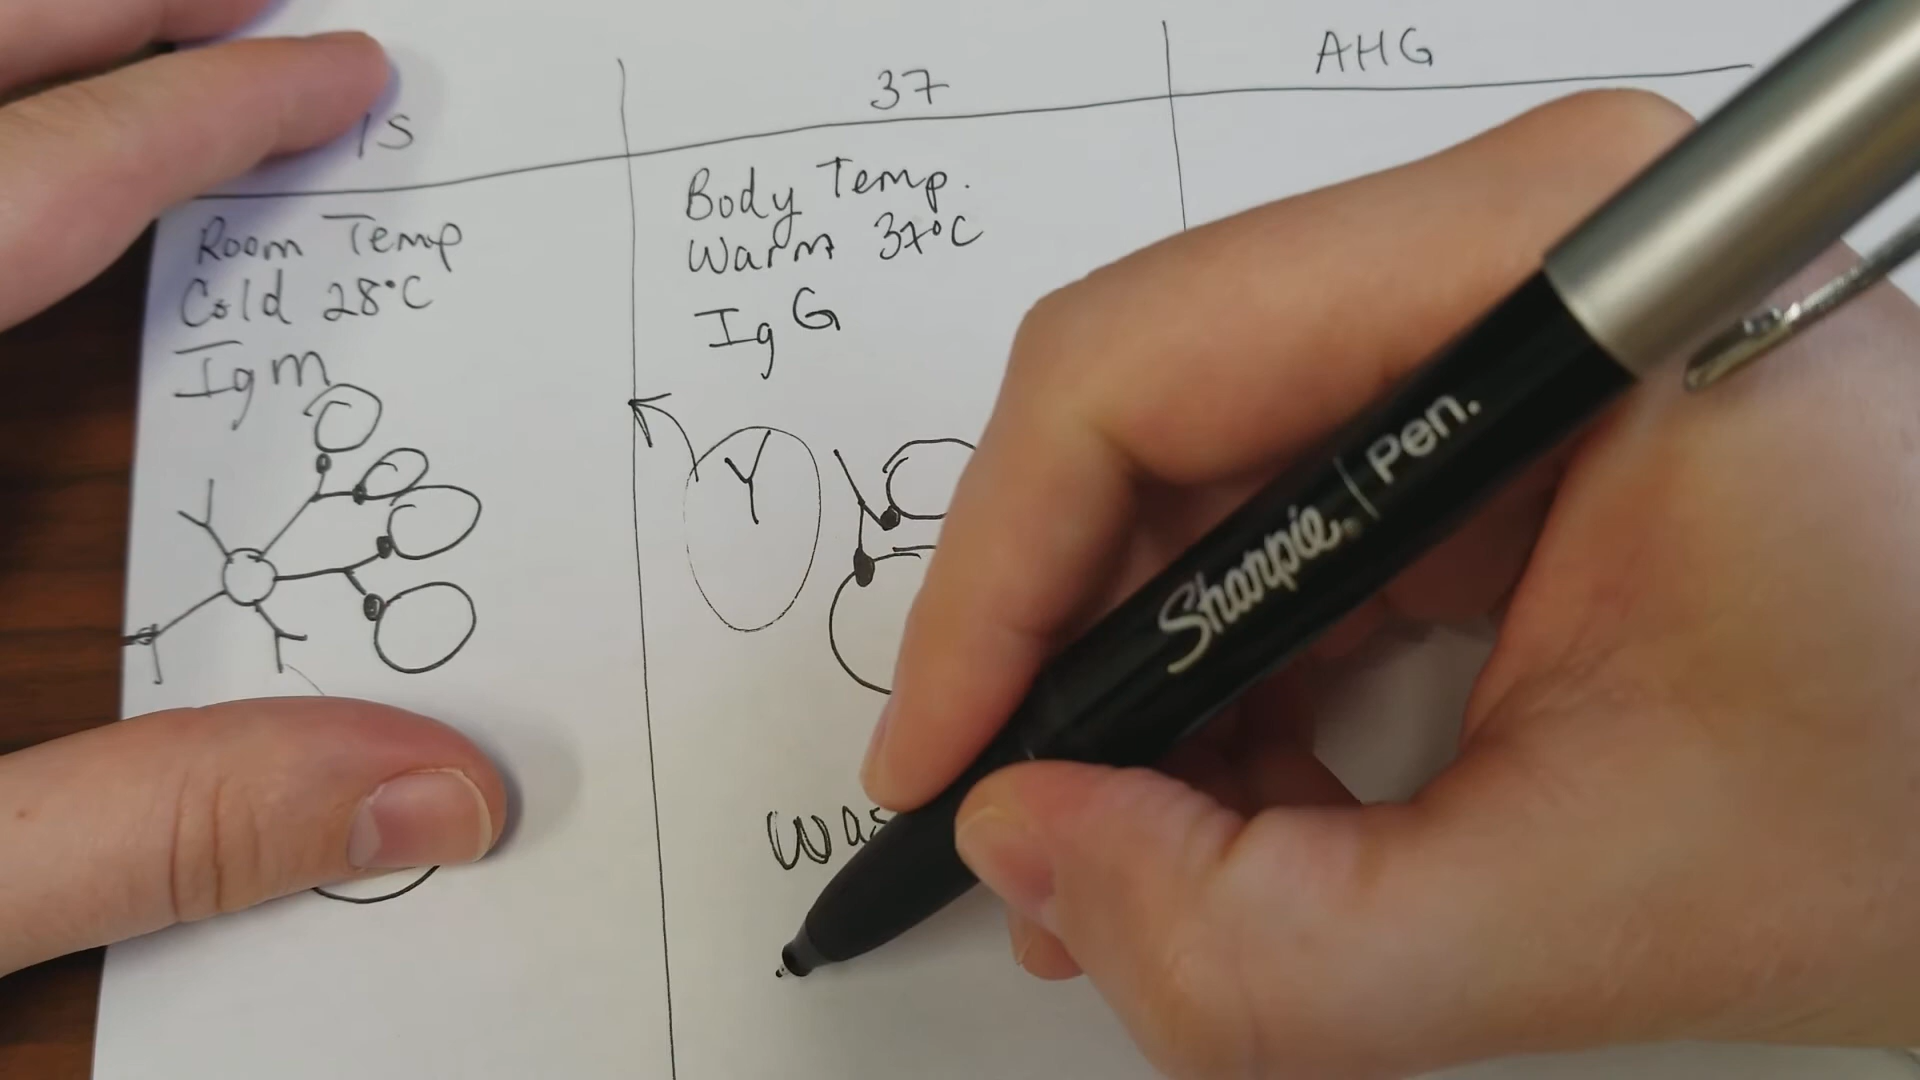 IS
37
AHG
Room Temp
Cold 28°C
IgM
Body Temp.
Warm 37°C
IgG
Sharpie. | Pen.